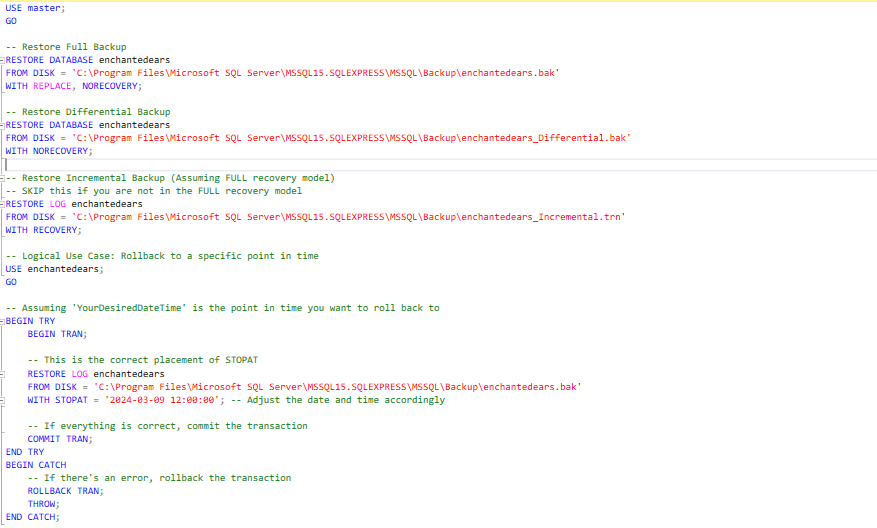 USE master;
GO
-- Restore Full Backup
RESTORE DATABASE enchantedears
FROM DISK = 'C:\Program Files\Microsoft SQL Server\MSSQL15.SQLEXPRESS\MSSQL\Backup\enchantedears.bak'
WITH REPLACE, NORECOVERY;
-- Restore Differential Backup
RESTORE DATABASE enchantedears
FROM DISK = 'C:\Program Files\Microsoft SQL Server\MSSQL15.SQLEXPRESS\MSSQL\Backup\enchantedears_Differential.bak'
WITH NORECOVERY;
-- Restore Incremental Backup (Assuming FULL recovery model)
-- SKIP this if you are not in the FULL recovery model
RESTORE LOG enchantedears
FROM DISK = 'C:\Program Files\Microsoft SQL Server\MSSQL15.SQLEXPRESS\MSSQL\Backup\enchantedears_Incremental.trn'
WITH RECOVERY;
-- Logical Use Case: Rollback to a specific point in time
USE enchantedears;
GO
-- Assuming 'YourDesiredDateTime' is the point in time you want to roll back to
BEGIN TRY
    BEGIN TRAN;
    -- This is the correct placement of STOPAT
    RESTORE LOG enchantedears
    FROM DISK = 'C:\Program Files\Microsoft SQL Server\MSSQL15.SQLEXPRESS\MSSQL\Backup\enchantedears.bak'
    WITH STOPAT = '2024-03-09 12:00:00'; -- Adjust the date and time accordingly
    -- If everything is correct, commit the transaction
    COMMIT TRAN;
END TRY
BEGIN CATCH
    -- If there's an error, rollback the transaction
    ROLLBACK TRAN;
    THROW;
END CATCH;